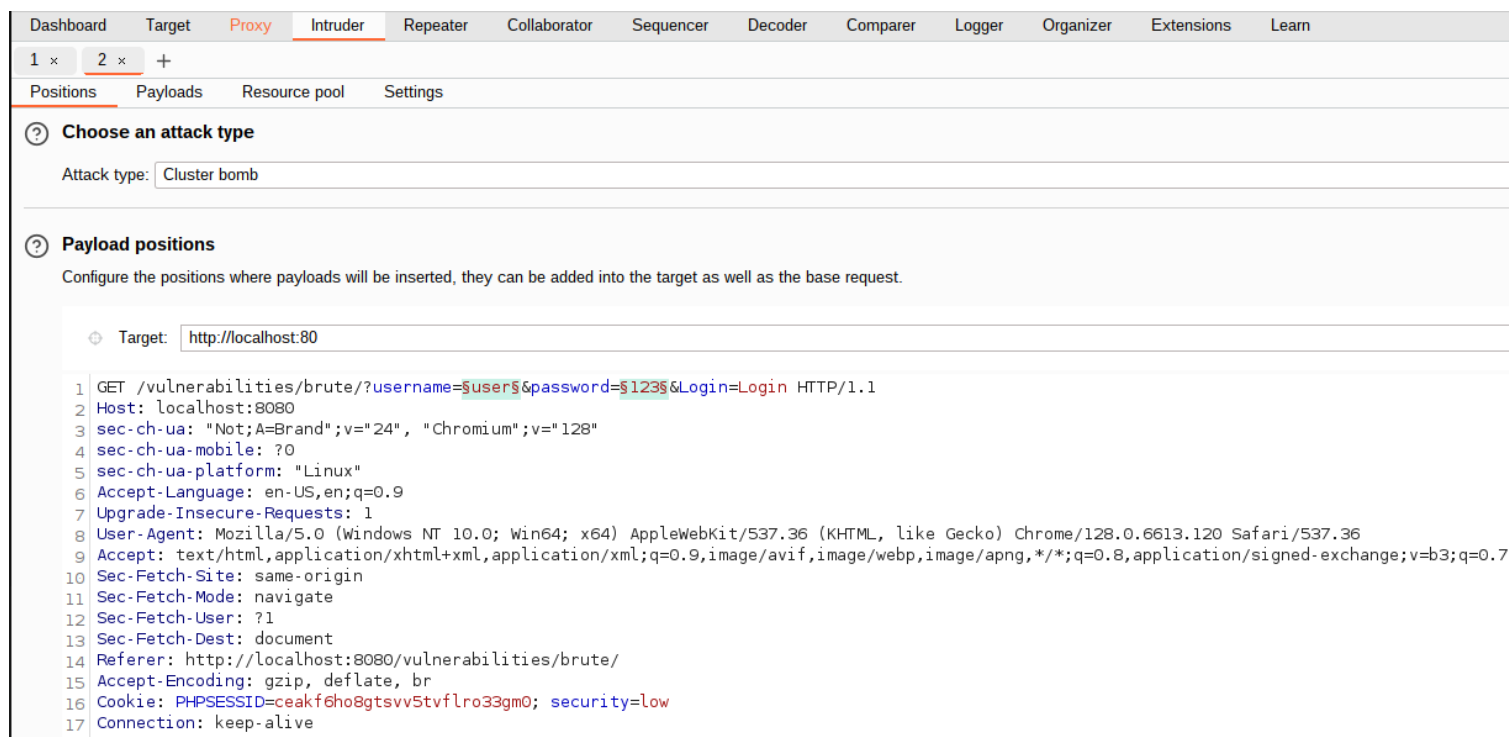 Dashboard Target Proxy Intruder Repeater Collaborator Sequencer Decoder Comparer Logger Organizer Extensions Learn
1 × 2 × +
Positions Payloads Resource pool Settings
? Choose an attack type
Attack type: Cluster bomb
? Payload positions
Configure the positions where payloads will be inserted, they can be added into the target as well as the base request.
Target: http://localhost:80
1 GET /vulnerabilities/brute/?username=§user§&password=§123§&Login=Login HTTP/1.1
2 Host: localhost:8080
3 sec-ch-ua: "Not;A=Brand";v="24", "Chromium";v="128"
4 sec-ch-ua-mobile: ?0
5 sec-ch-ua-platform: "Linux"
6 Accept-Language: en-US,en;q=0.9
7 Upgrade-Insecure-Requests: 1
8 User-Agent: Mozilla/5.0 (Windows NT 10.0; Win64; x64) AppleWebKit/537.36 (KHTML, like Gecko) Chrome/128.0.6613.120 Safari/537.36
9 Accept: text/html,application/xhtml+xml,application/xml;q=0.9,image/avif,image/webp,image/apng,*/*;q=0.8,application/signed-exchange;v=b3;q=0.7
10 Sec-Fetch-Site: same-origin
11 Sec-Fetch-Mode: navigate
12 Sec-Fetch-User: ?1
13 Sec-Fetch-Dest: document
14 Referer: http://localhost:8080/vulnerabilities/brute/
15 Accept-Encoding: gzip, deflate, br
16 Cookie: PHPSESSID=ceakf6ho8gtsvv5tvflro33gm0; security=low
17 Connection: keep-alive